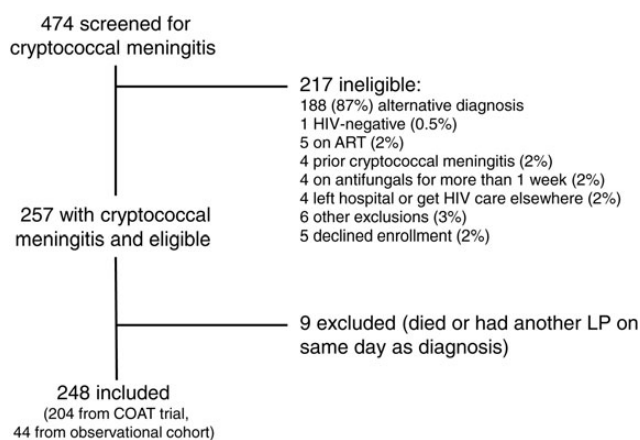 474 screened for
cryptococcal meningitis
217 ineligible:
188 (87%) alternative diagnosis
1 HIV-negative (0.5%)
5 on ART (2%)
4 prior cryptococcal meningitis (2%)
4 on antifungals for more than 1 week (2%)
4 left hospital or get HIV care elsewhere (2%)
6 other exclusions (3%)
5 declined enrollment (2%)
257 with cryptococcal
meningitis and eligible
9 excluded (died or had another LP on
same day as diagnosis)
248 included
(204 from COAT trial,
44 from observational cohort)